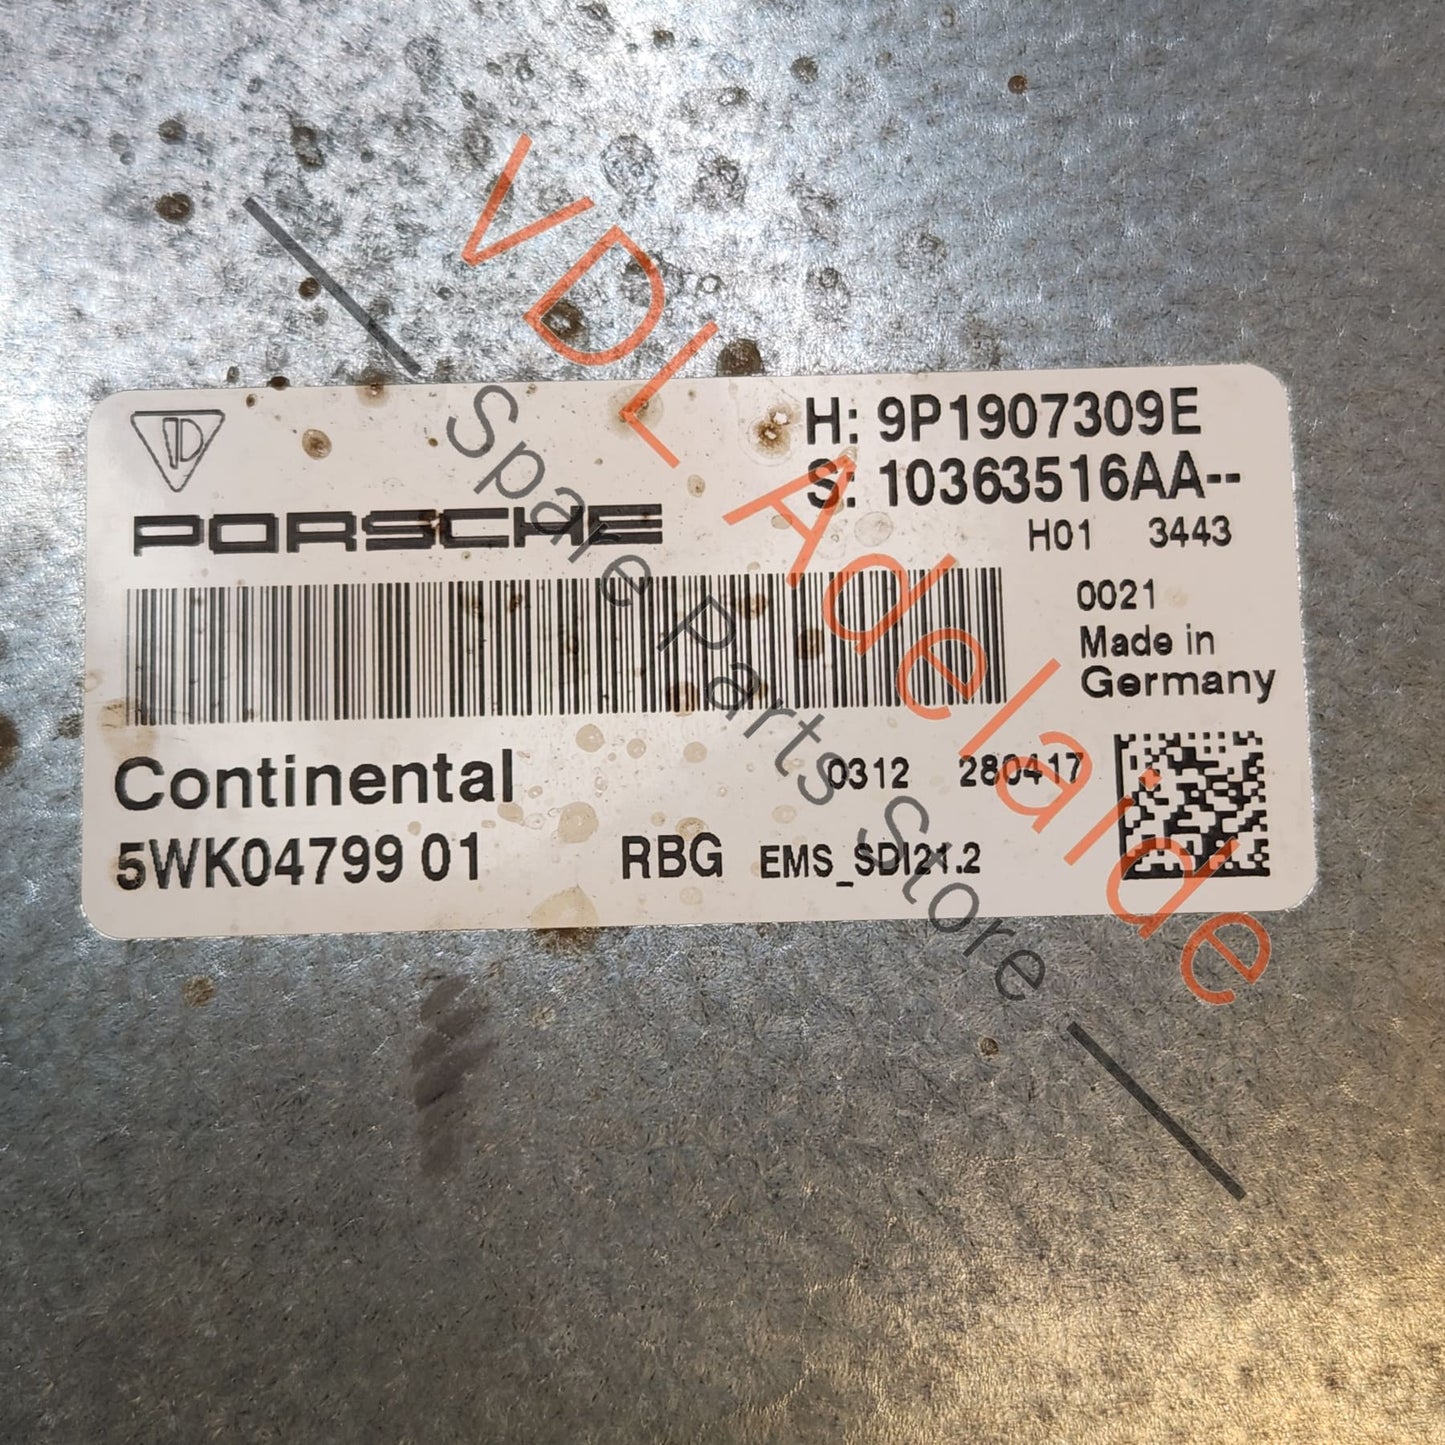 H: 9P1907309E
S: 10363516AA--
PORSCHE
H01 3443
0021
Made in
Germany
Continental
0312 280417
5WK04799 01
RBG EMS_SDI21.2
VDL Adelaide
Spare Parts Store